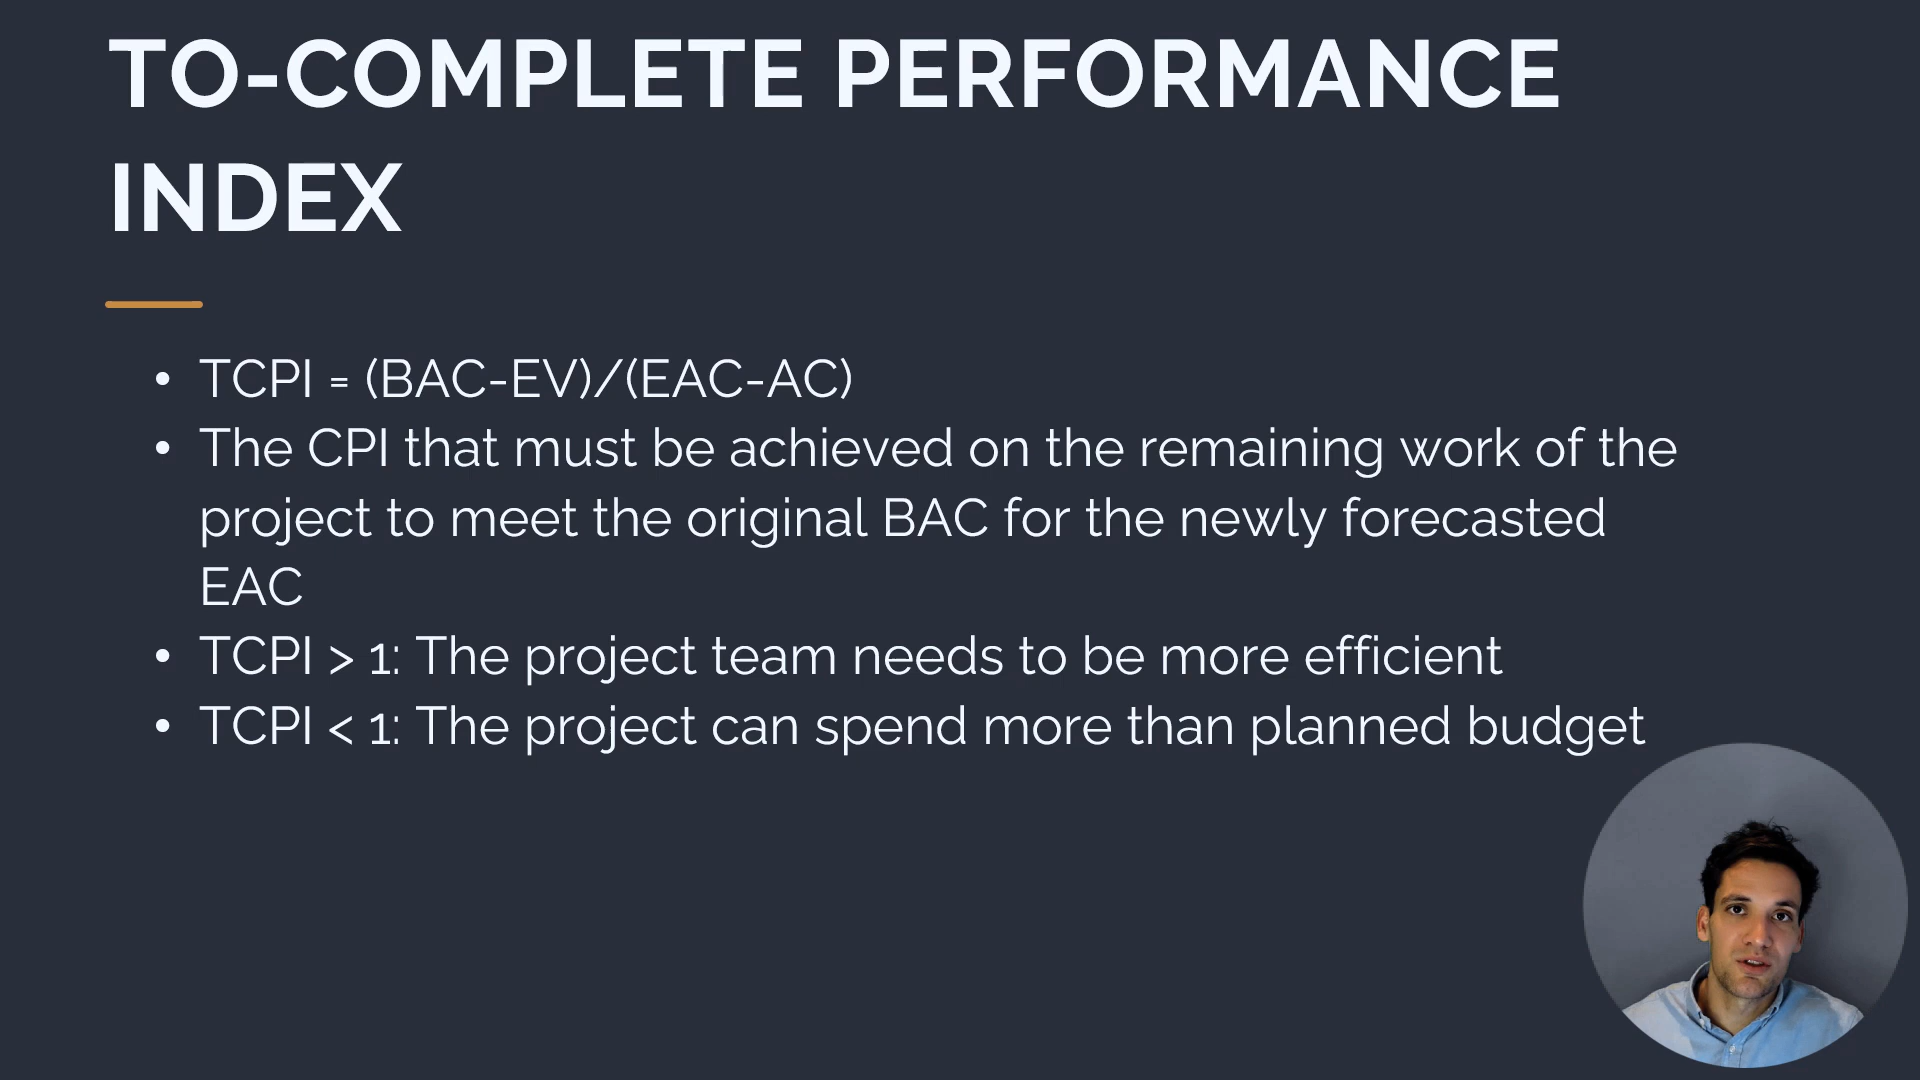 TO-COMPLETE PERFORMANCE
INDEX
• TCPI = (BAC-EV)/(EAC-AC)
• The CPI that must be achieved on the remaining work of the
project to meet the original BAC for the newly forecasted
EAC
• TCPI > 1: The project team needs to be more efficient
• TCPI < 1: The project can spend more than planned budget